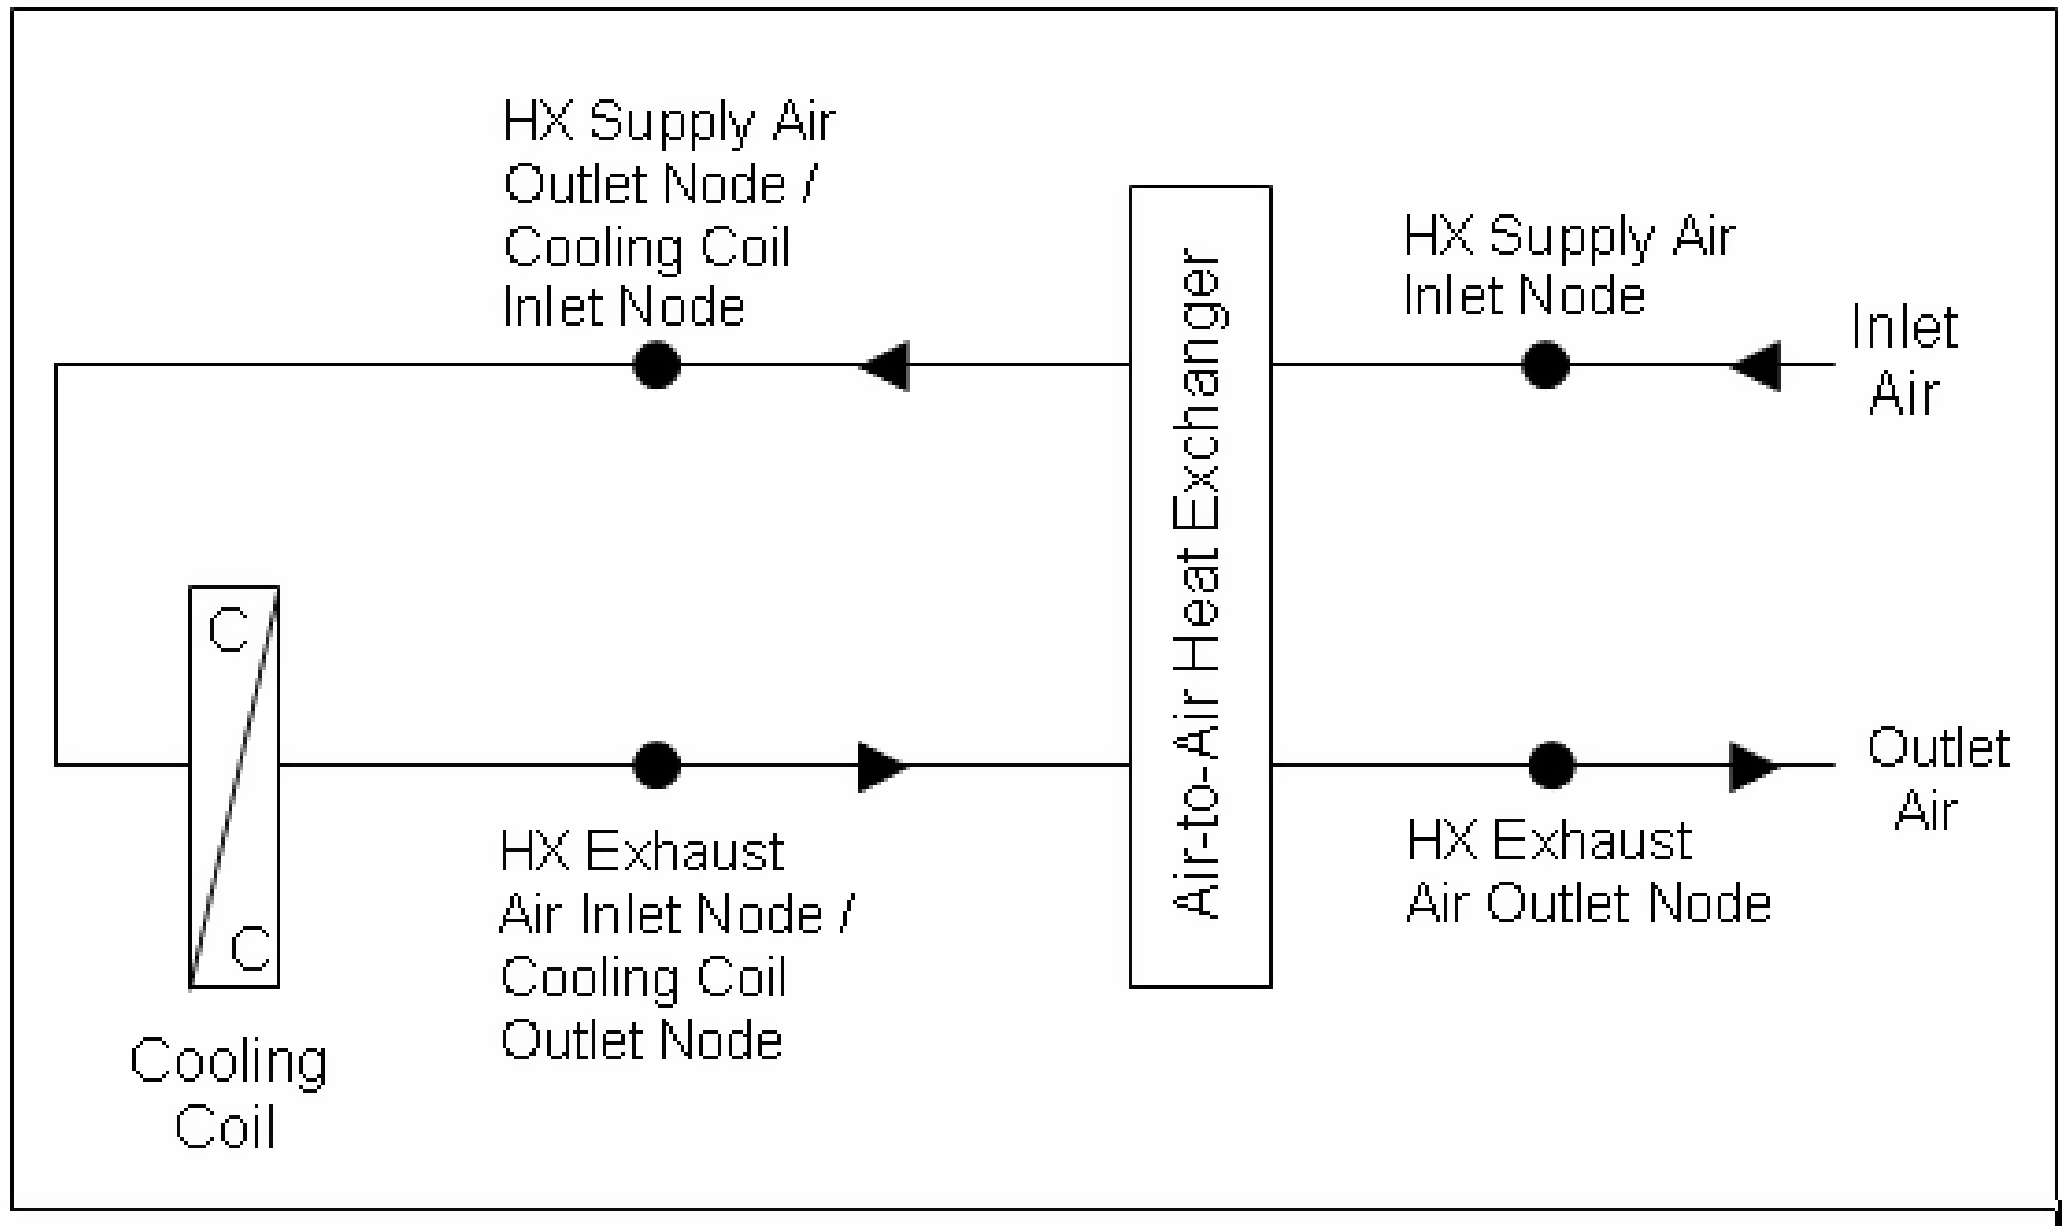 HX Supply Air
Outlet Node /
Cooling Coil
Inlet Node
HX Supply Air
Inlet Node
Inlet
Air
Air-to-Air Heat Exchanger
C
C
Cooling
Coil
HX Exhaust
Air Inlet Node /
Cooling Coil
Outlet Node
HX Exhaust
Air Outlet Node
Outlet
Air